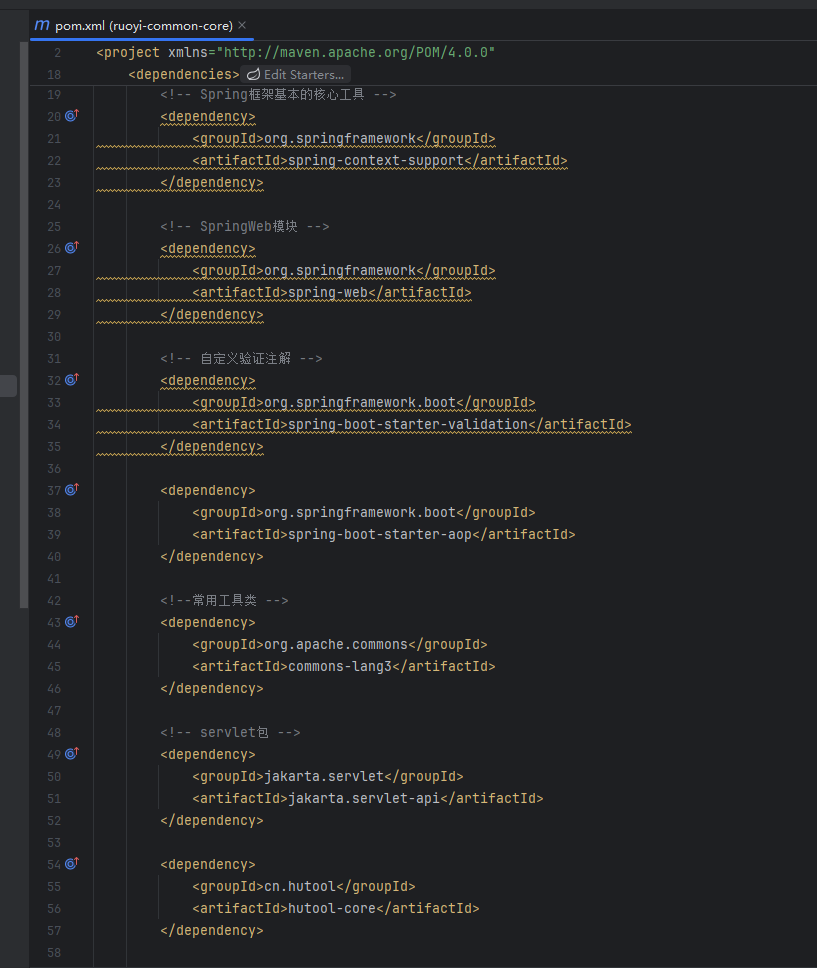 m pom.xml (ruoyi-common-core) ×
2 <project xmlns="http://maven.apache.org/POM/4.0.0"
18 <dependencies> Edit Starters...
19 <!-- Spring框架基本的核心工具 -->
20 <dependency>
21 <groupId>org.springframework</groupId>
22 <artifactId>spring-context-support</artifactId>
23 </dependency>
24
25 <!-- SpringWeb模块 -->
26 <dependency>
27 <groupId>org.springframework</groupId>
28 <artifactId>spring-web</artifactId>
29 </dependency>
30
31 <!-- 自定义验证注解 -->
32 <dependency>
33 <groupId>org.springframework.boot</groupId>
34 <artifactId>spring-boot-starter-validation</artifactId>
35 </dependency>
36
37 <dependency>
38 <groupId>org.springframework.boot</groupId>
39 <artifactId>spring-boot-starter-aop</artifactId>
40 </dependency>
41
42 <!--常用工具类 -->
43 <dependency>
44 <groupId>org.apache.commons</groupId>
45 <artifactId>commons-lang3</artifactId>
46 </dependency>
47
48 <!-- servlet包 -->
49 <dependency>
50 <groupId>jakarta.servlet</groupId>
51 <artifactId>jakarta.servlet-api</artifactId>
52 </dependency>
53
54 <dependency>
55 <groupId>cn.hutool</groupId>
56 <artifactId>hutool-core</artifactId>
57 </dependency>
58